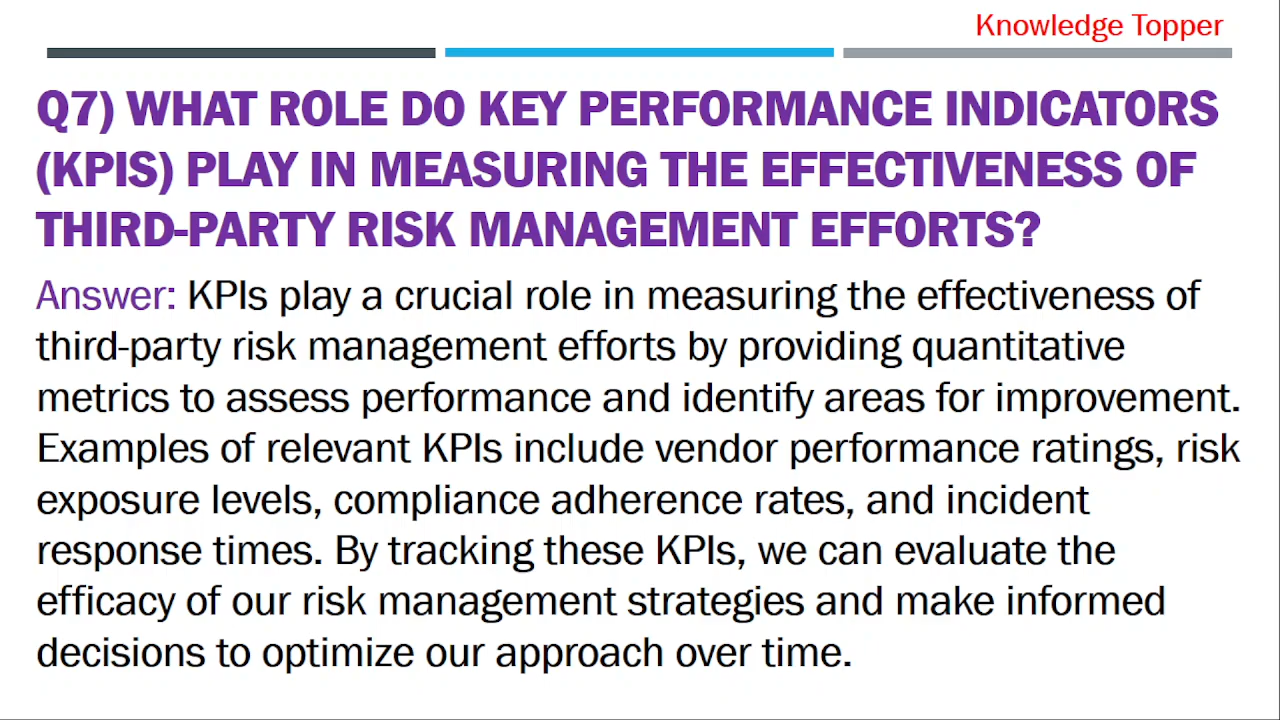 Knowledge Topper
Q7) WHAT ROLE DO KEY PERFORMANCE INDICATORS
(KPIS) PLAY IN MEASURING THE EFFECTIVENESS OF
THIRD-PARTY RISK MANAGEMENT EFFORTS?
Answer: KPIs play a crucial role in measuring the effectiveness of
third-party risk management efforts by providing quantitative
metrics to assess performance and identify areas for improvement.
Examples of relevant KPIs include vendor performance ratings, risk
exposure levels, compliance adherence rates, and incident
response times. By tracking these KPIs, we can evaluate the
efficacy of our risk management strategies and make informed
decisions to optimize our approach over time.